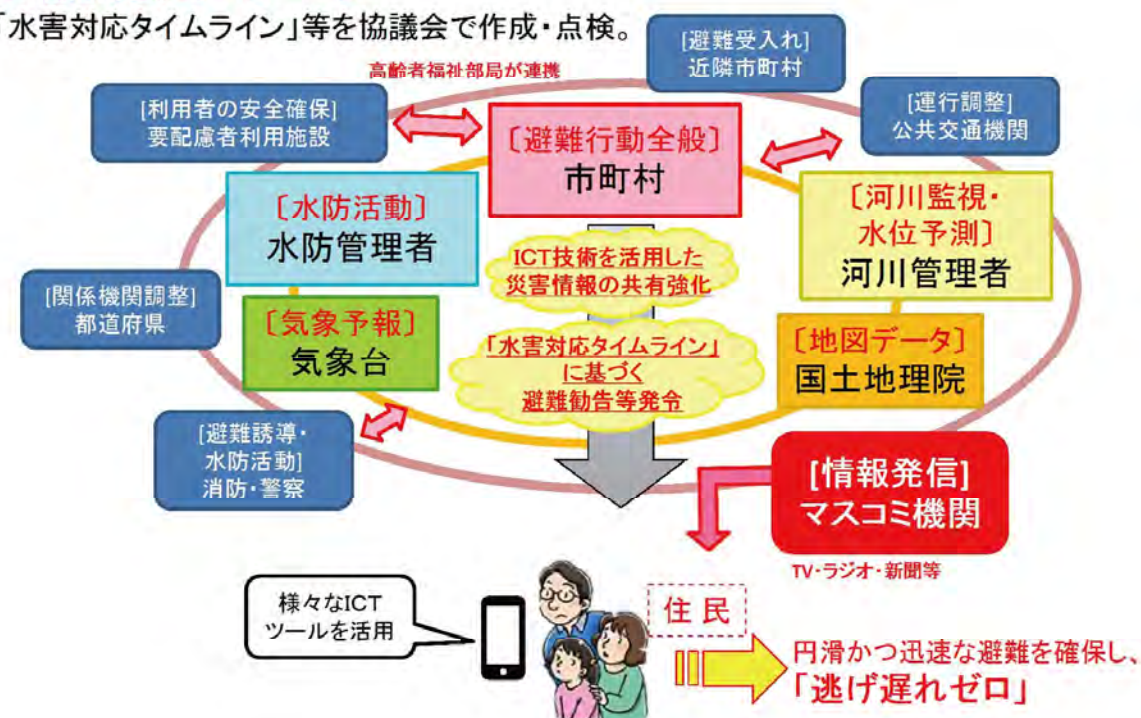 「水害対応タイムライン」等を協議会で作成・点検。
高齢者福祉部局が連携
[避難受入れ]
近隣市町村
[利用者の安全確保]
要配慮者利用施設
〔避難行動全般〕
市町村
[運行調整]
公共交通機関
〔水防活動〕
水防管理者
〔河川監視・
水位予測〕
河川管理者
ICT技術を活用した
災害情報の共有強化
[関係機関調整]
都道府県
〔気象予報〕
気象台
「水害対応タイムライン」
に基づく
避難勧告等発令
〔地図データ〕
国土地理院
[避難誘導・
水防活動]
消防・警察
[情報発信]
マスコミ機関
TV・ラジオ・新聞等
様々なICT
ツールを活用
住 民
円滑かつ迅速な避難を確保し、
「逃げ遅れゼロ」